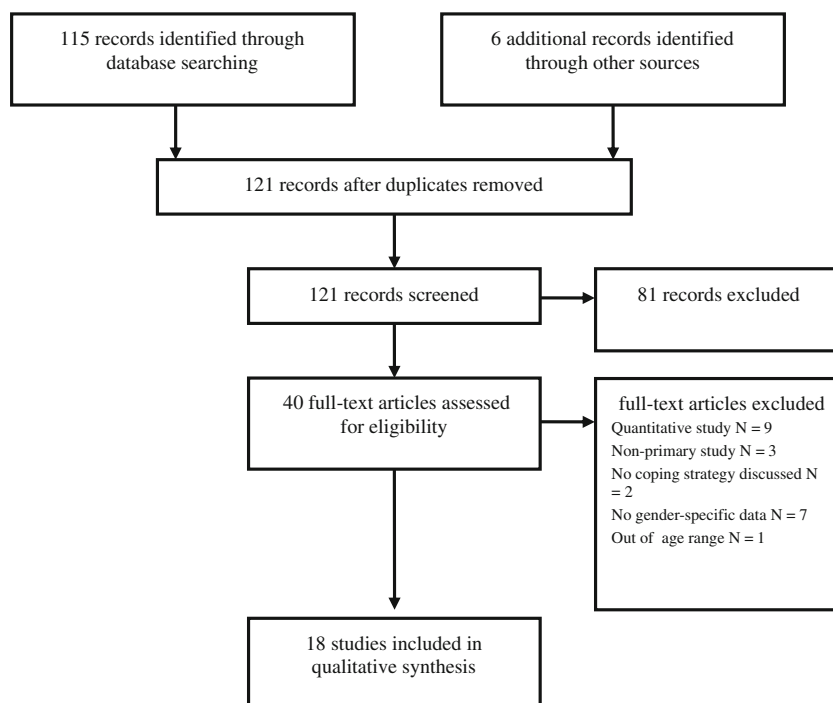 115 records identified through
database searching
6 additional records identified
through other sources
121 records after duplicates removed
121 records screened
81 records excluded
40 full-text articles assessed
for eligibility
full-text articles excluded
Quantitative study N = 9
Non-primary study N = 3
No coping strategy discussed N
= 2
No gender-specific data N = 7
Out of age range N = 1
18 studies included in
qualitative synthesis